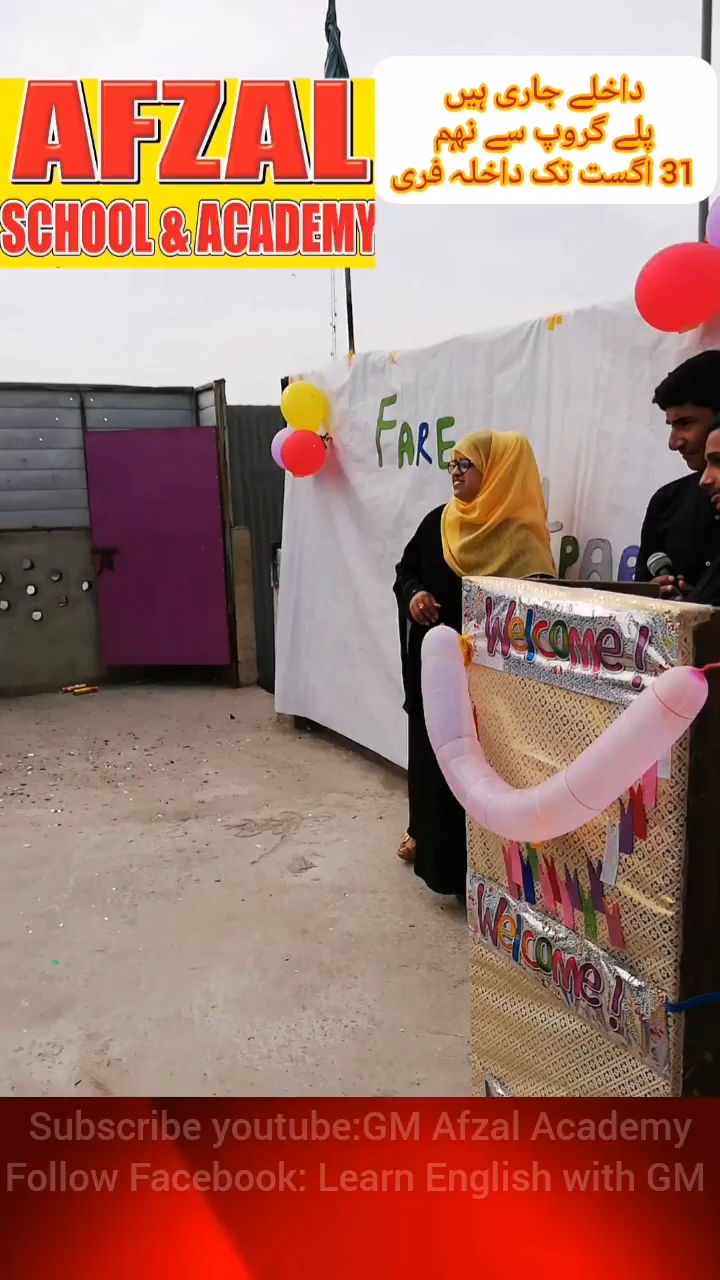 AFZAL
SCHOOL & ACADEMY
داخلے جاری ہیں
پلے گروپ سے نہم
31 اگست تک داخلہ فری
FARE
Welcome!
Welcome!
Subscribe youtube:GM Afzal Academy
Follow Facebook: Learn English with GM